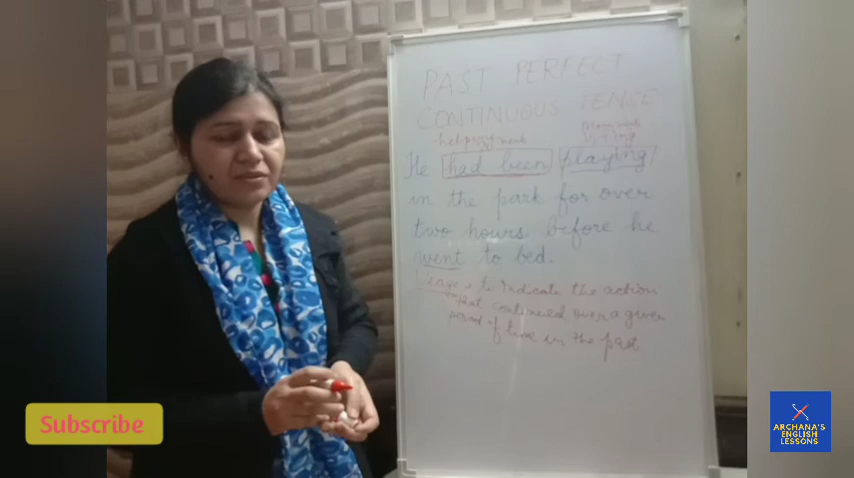 PAST PERFECT
CONTINUOUS TENSE
helping verb
Main verb
V1 + ing
He had been playing
in the park for over
two hours before he
went to bed.
Usage : to indicate the action
that continued over a given
period of time in the past
Subscribe
ARCHANA'S
ENGLISH
LESSONS